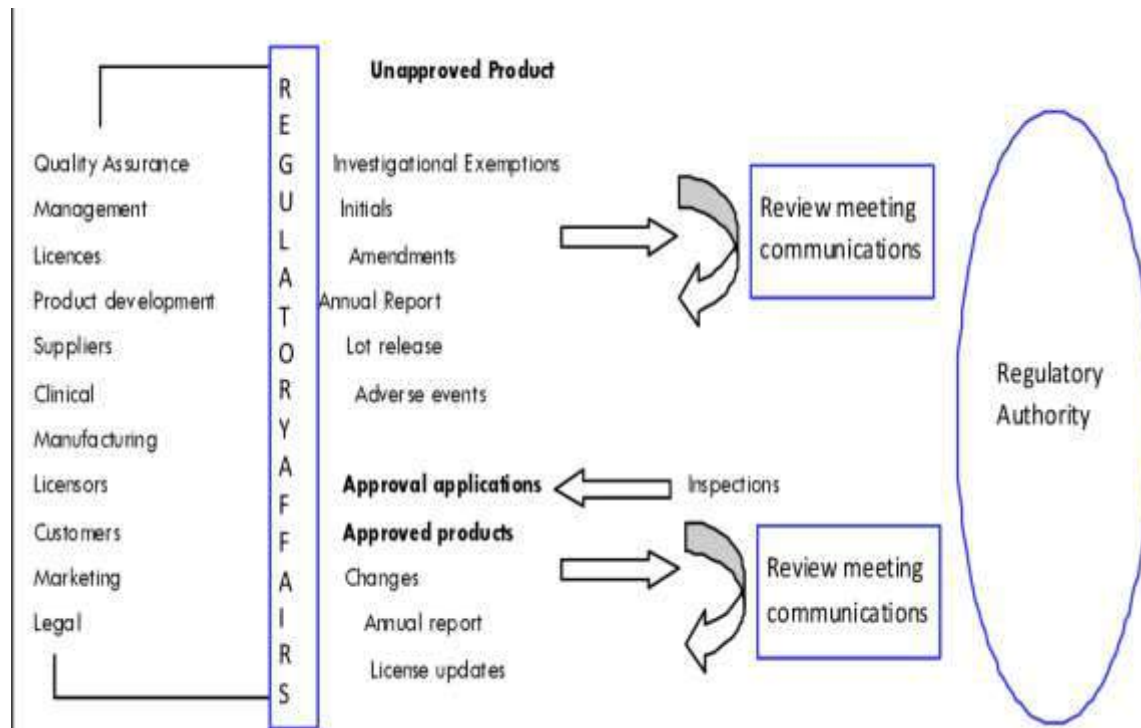 Unapproved Product
Quality Assurance
Management
Licences
Product development
Suppliers
Clinical
Manufacturing
Licensors
Customers
Marketing
Legal
REGULATORY AFFAIRS
Investigational Exemptions
Initials
Amendments
Annual Report
Lot release
Adverse events
Approval applications
Inspections
Approved products
Changes
Annual report
License updates
Review meeting
communications
Review meeting
communications
Regulatory
Authority